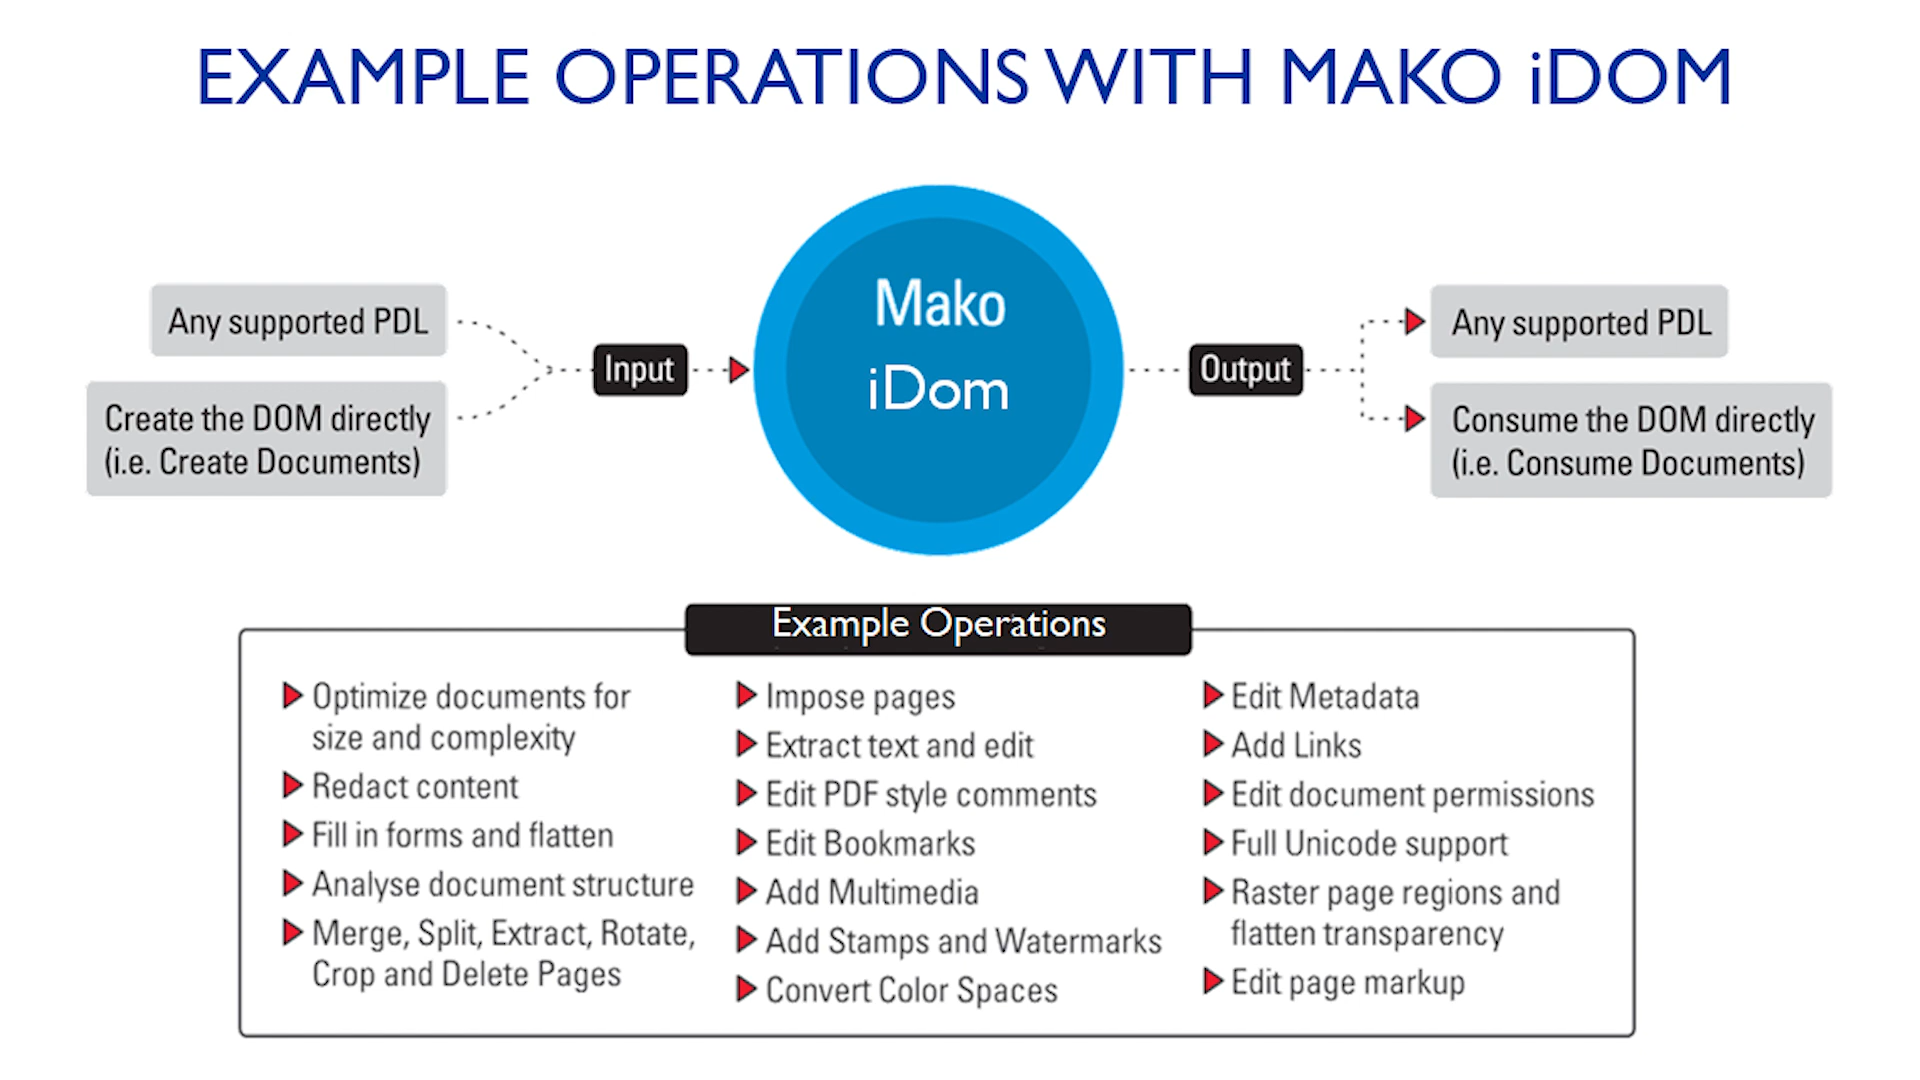 EXAMPLE OPERATIONS WITH MAKO iDOM
Any supported PDL
Create the DOM directly
(i.e. Create Documents)
Input
Mako
iDom
Output
Any supported PDL
Consume the DOM directly
(i.e. Consume Documents)
Example Operations
Optimize documents for
size and complexity
Redact content
Fill in forms and flatten
Analyse document structure
Merge, Split, Extract, Rotate,
Crop and Delete Pages
Impose pages
Extract text and edit
Edit PDF style comments
Edit Bookmarks
Add Multimedia
Add Stamps and Watermarks
Convert Color Spaces
Edit Metadata
Add Links
Edit document permissions
Full Unicode support
Raster page regions and
flatten transparency
Edit page markup